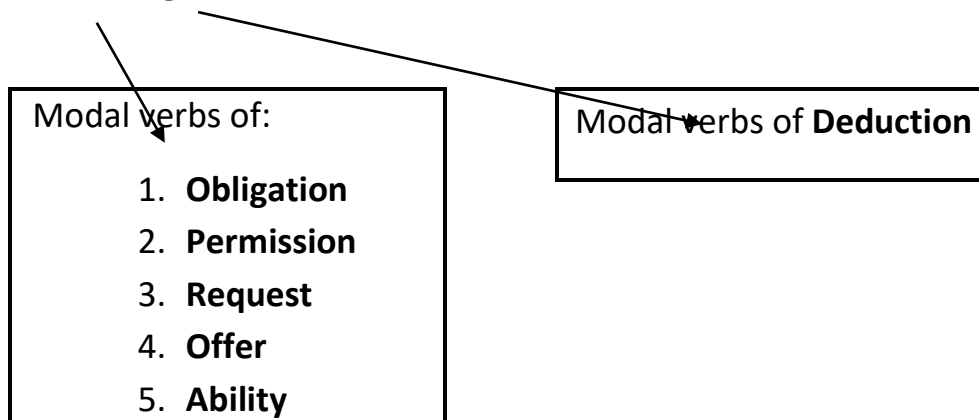 Modal verbs of:
1. Obligation
2. Permission
3. Request
4. Offer
5. Ability
Modal verbs of Deduction